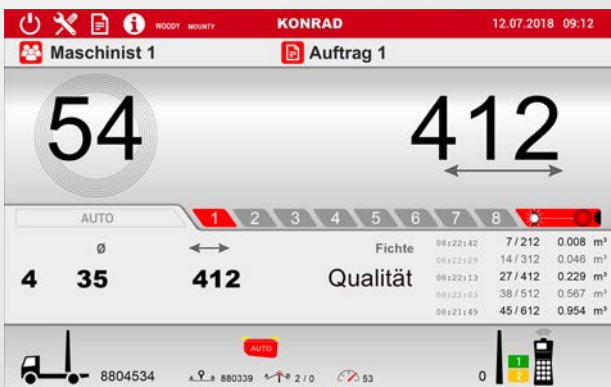 WOODY MOUNTY KONRAD 12.07.2018 09:12
Maschinist 1 Auftrag 1
54 412
AUTO 1 2 3 4 5 6 7 8
Ø Fichte 00:22:42 7 / 212 0.008 m³
00:22:29 14 / 312 0.046 m³
4 35 412 Qualität 00:22:13 27 / 412 0.229 m³
00:22:03 38 / 512 0.567 m³
00:21:49 45 / 612 0.954 m³
AUTO 1
8804534 880339 2 / 0 53 0 2